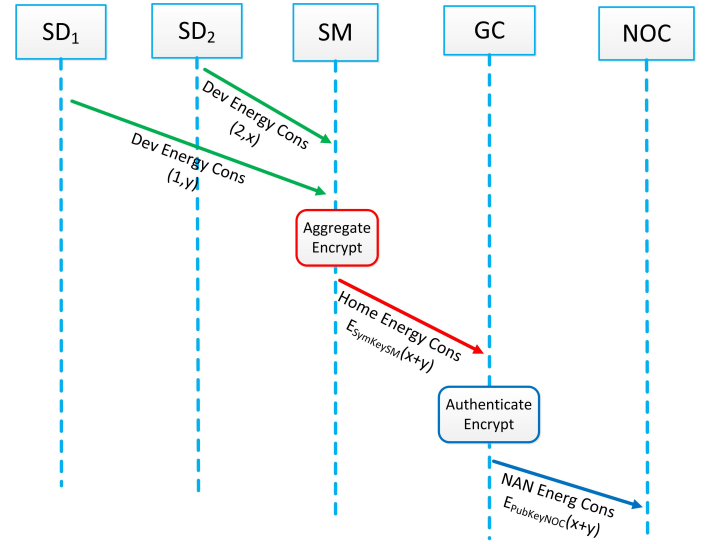 SD1 SD2 SM GC NOC
Dev Energy Cons
(2,x)
Dev Energy Cons
(1,y)
Aggregate
Encrypt
Home Energy Cons
ESymKeySM(x+y)
Authenticate
Encrypt
NAN Energ Cons
EPubKeyNOC(x+y)